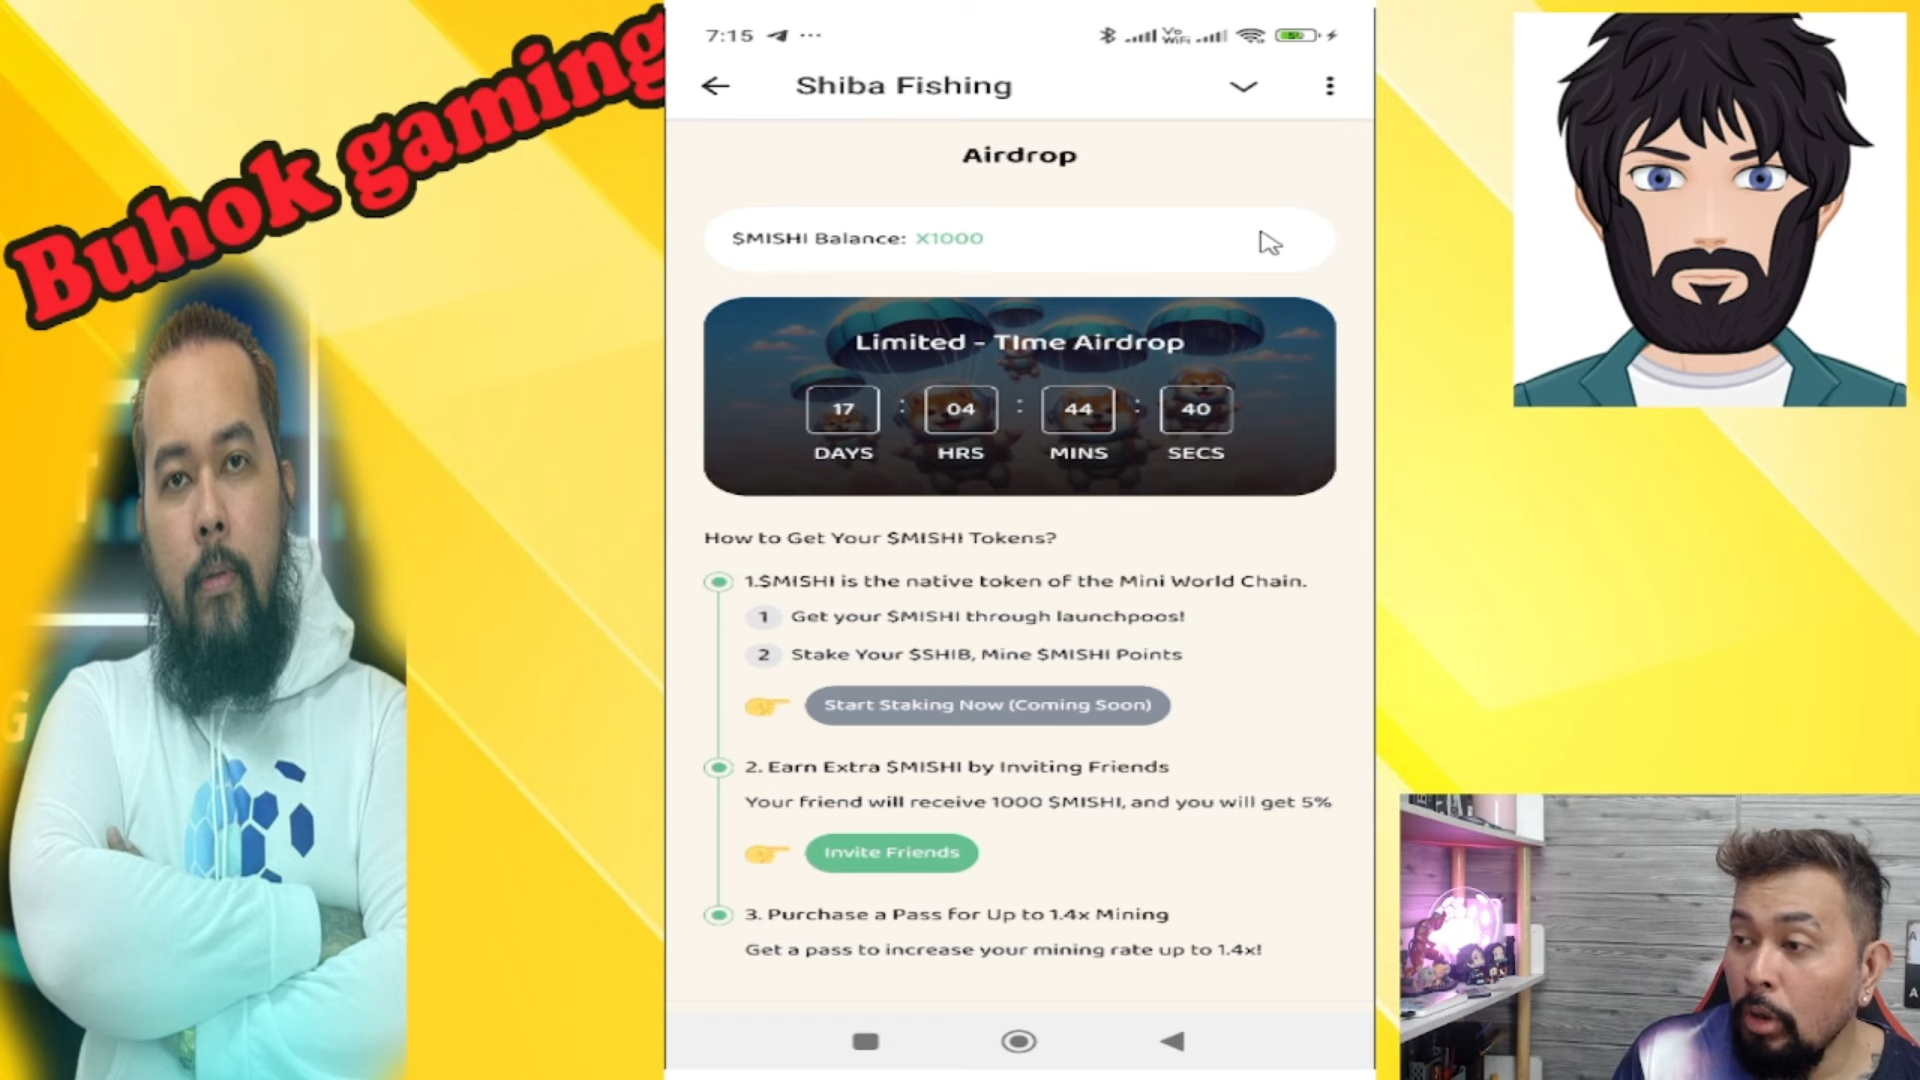 Buhok gaming
7:15
Vo
WiFi
Shiba Fishing
Airdrop
$MISHI Balance: X1000
Limited - TIme Airdrop
17 : 04 : 44 : 40
DAYS HRS MINS SECS
How to Get Your $MISHI Tokens?
1.$MISHI is the native token of the Mini World Chain.
1 Get your $MISHI through launchpoos!
2 Stake Your $SHIB, Mine $MISHI Points
Start Staking Now (Coming Soon)
2. Earn Extra $MISHI by Inviting Friends
Your friend will receive 1000 $MISHI, and you will get 5%
Invite Friends
3. Purchase a Pass for Up to 1.4x Mining
Get a pass to increase your mining rate up to 1.4x!